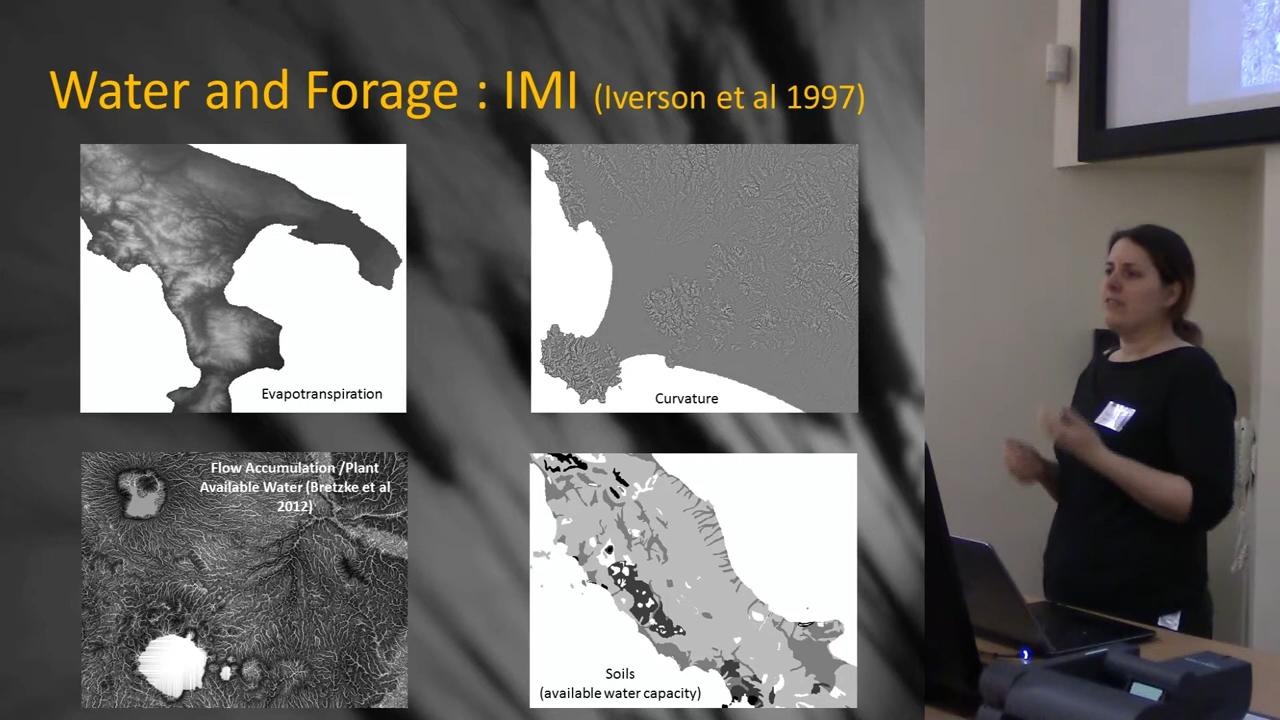 Water and Forage : IMI (Iverson et al 1997)
Evapotranspiration
Curvature
Flow Accumulation /Plant
Available Water (Bretzke et al
2012)
Soils
(available water capacity)